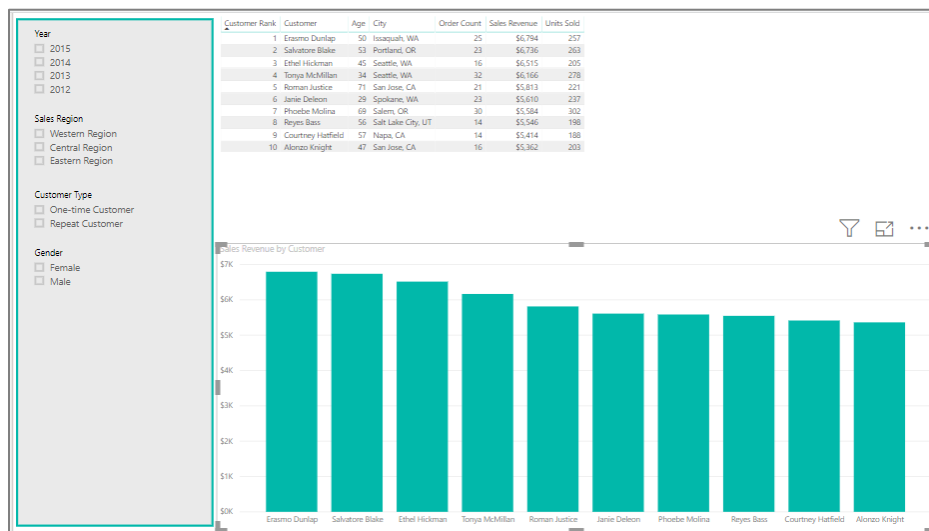 Year
2015
2014
2013
2012
Sales Region
Western Region
Central Region
Eastern Region
Customer Type
One-time Customer
Repeat Customer
Gender
Female
Male
Customer Rank Customer Age City Order Count Sales Revenue Units Sold
1 Erasmo Dunlap 50 Issaquah, WA 25 $6,794 257
2 Salvatore Blake 53 Portland, OR 23 $6,736 263
3 Ethel Hickman 45 Seattle, WA 16 $6,515 205
4 Tonya McMillan 34 Seattle, WA 32 $6,166 278
5 Roman Justice 71 San Jose, CA 21 $5,813 221
6 Janie Deleon 29 Spokane, WA 23 $5,610 237
7 Phoebe Molina 69 Salem, OR 30 $5,584 302
8 Reyes Bass 56 Salt Lake City, UT 14 $5,546 198
9 Courtney Hatfield 57 Napa, CA 14 $5,414 188
10 Alonzo Knight 47 San Jose, CA 16 $5,362 203
Sales Revenue by Customer
$7K
$6K
$5K
$4K
$3K
$2K
$1K
$0K
Erasmo Dunlap Salvatore Blake Ethel Hickman Tonya McMillan Roman Justice Janie Deleon Phoebe Molina Reyes Bass Courtney Hatfield Alonzo Knight